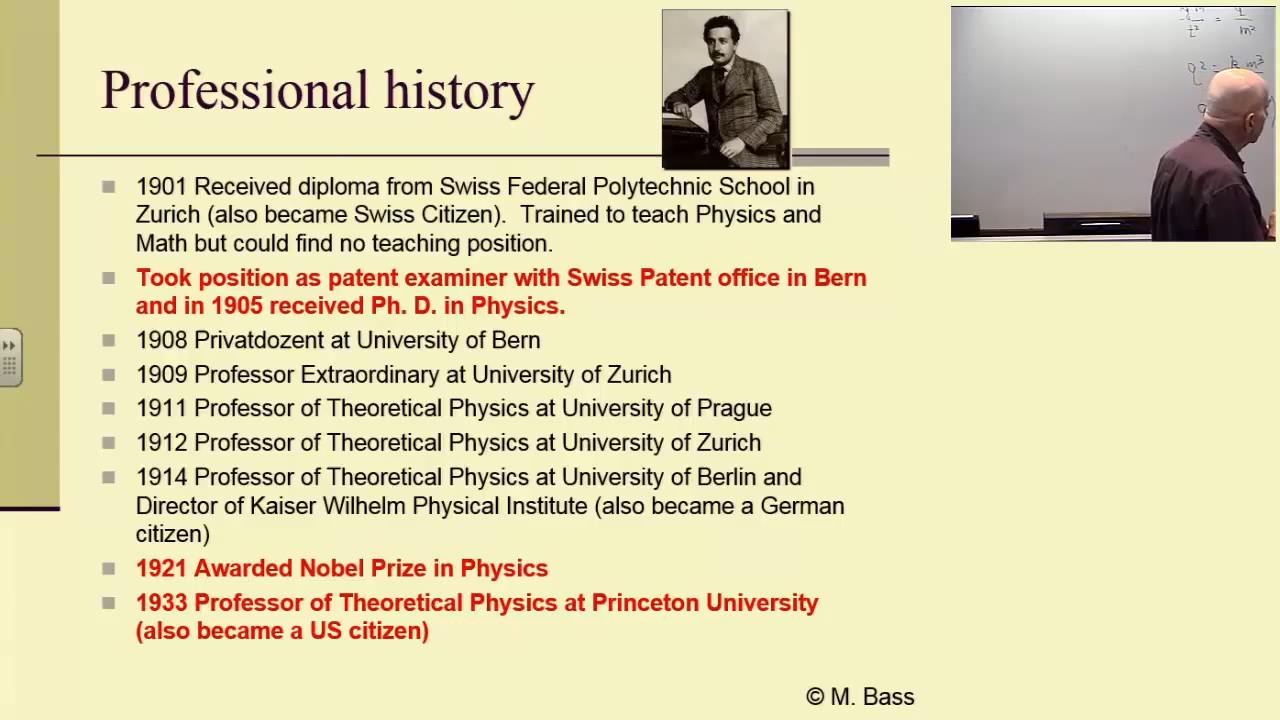 Professional history
1901 Received diploma from Swiss Federal Polytechnic School in
Zurich (also became Swiss Citizen). Trained to teach Physics and
Math but could find no teaching position.
Took position as patent examiner with Swiss Patent office in Bern
and in 1905 received Ph. D. in Physics.
1908 Privatdozent at University of Bern
1909 Professor Extraordinary at University of Zurich
1911 Professor of Theoretical Physics at University of Prague
1912 Professor of Theoretical Physics at University of Zurich
1914 Professor of Theoretical Physics at University of Berlin and
Director of Kaiser Wilhelm Physical Institute (also became a German
citizen)
1921 Awarded Nobel Prize in Physics
1933 Professor of Theoretical Physics at Princeton University
(also became a US citizen)
© M. Bass